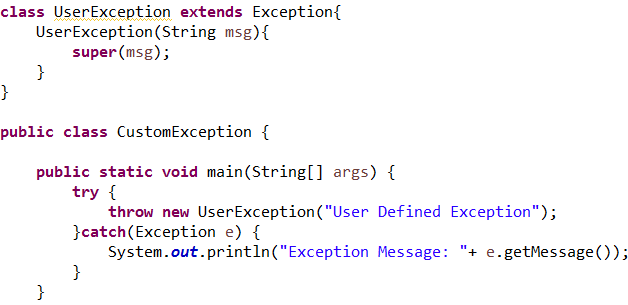 class UserException extends Exception{
    UserException(String msg){
        super(msg);
    }
}

public class CustomException {

    public static void main(String[] args) {
        try {
            throw new UserException("User Defined Exception");
        }catch(Exception e) {
            System.out.println("Exception Message: "+ e.getMessage());
        }
    }